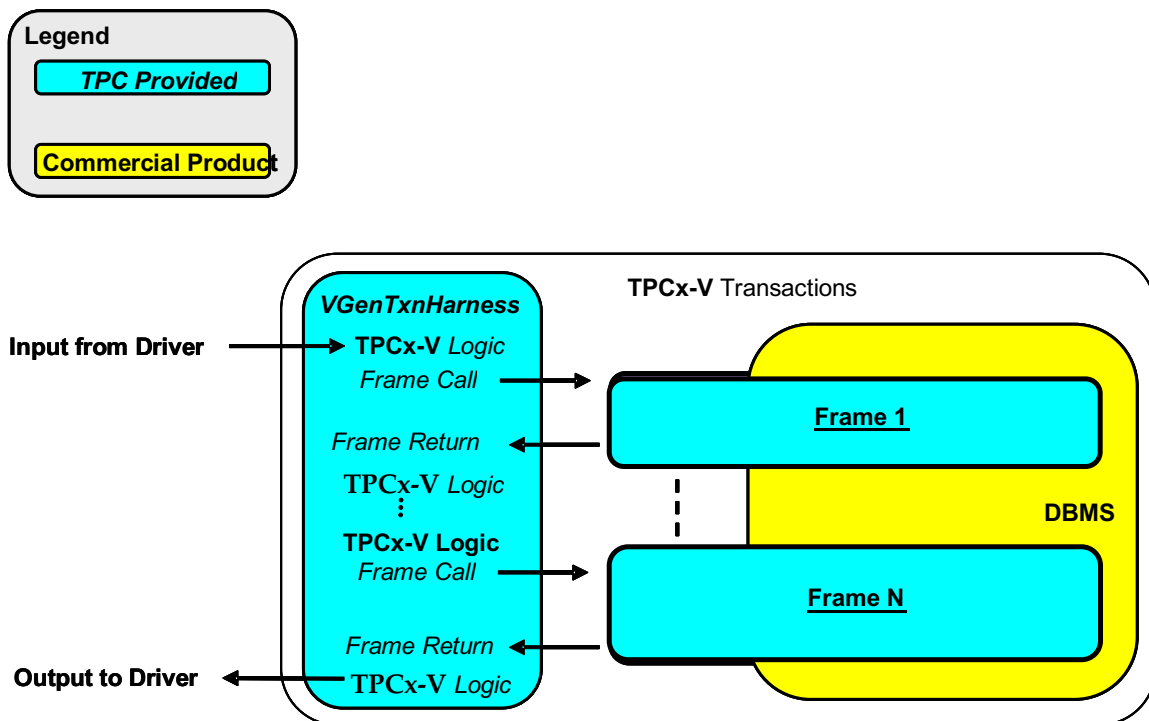 Legend
TPC Provided
Commercial Product
TPCx-V Transactions
VGenTxnHarness
Input from Driver
TPCx-V Logic
Frame Call
Frame 1
Frame Return
TPCx-V Logic
DBMS
TPCx-V Logic
Frame Call
Frame N
Frame Return
Output to Driver
TPCx-V Logic